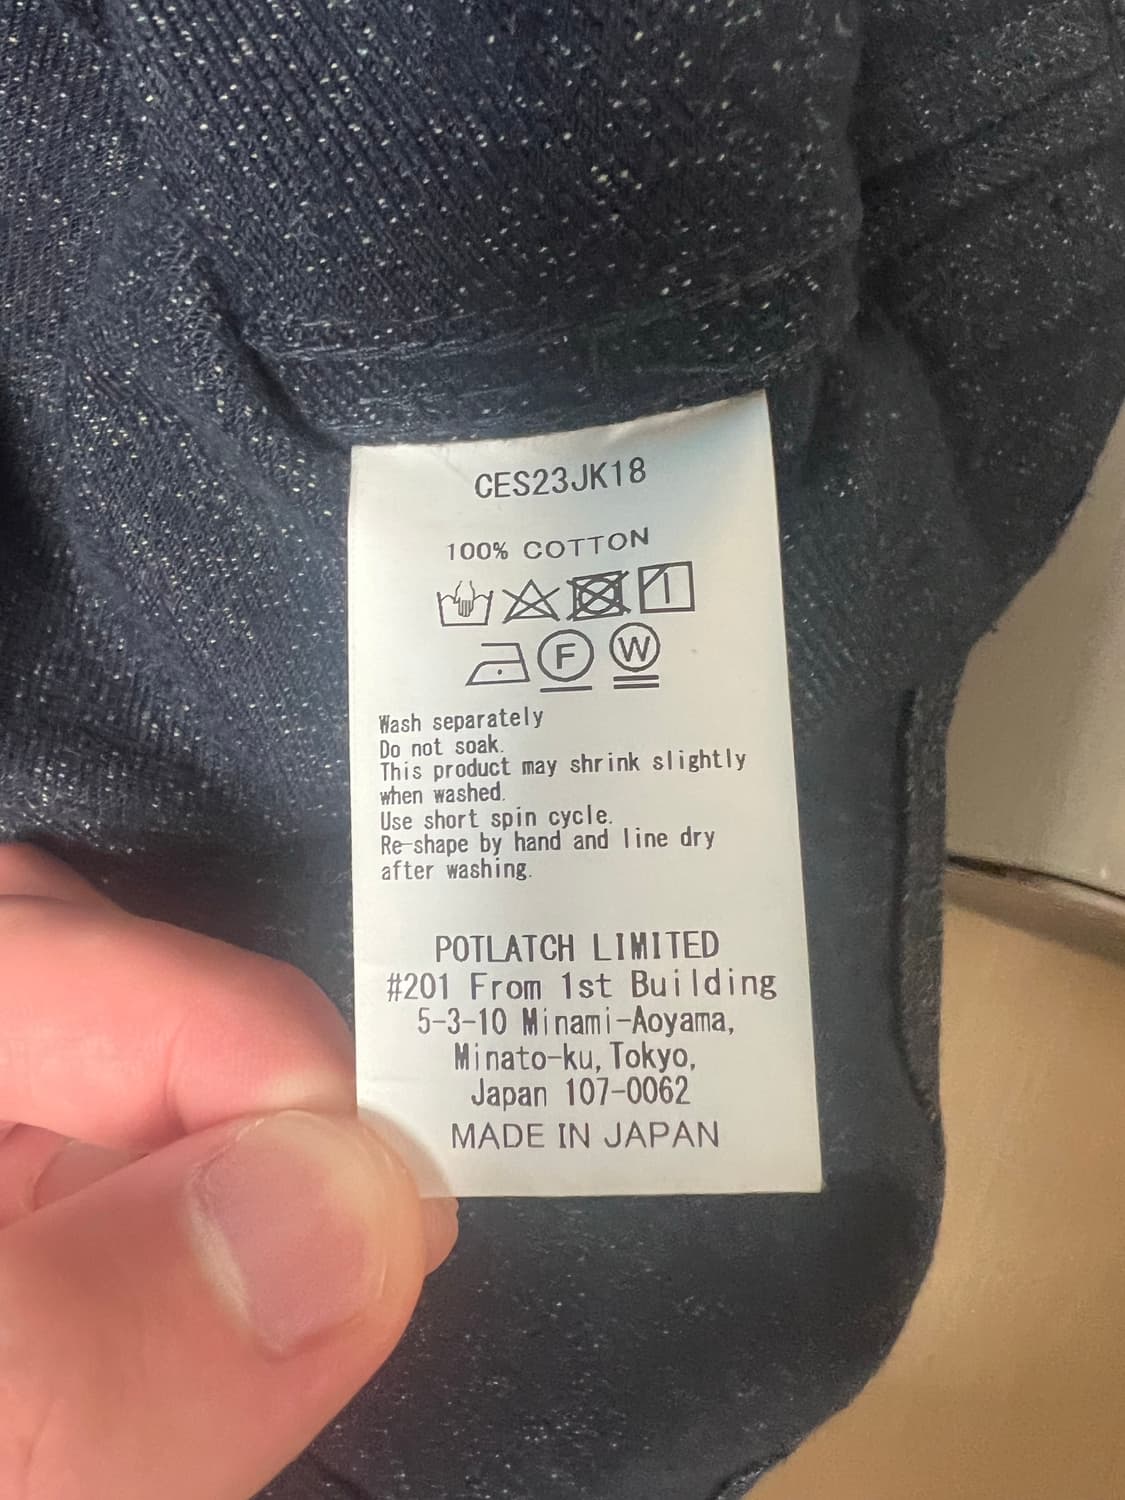 CES23JK18
100% COTTON
F W
Wash separately
Do not soak.
This product may shrink slightly
when washed.
Use short spin cycle.
Re-shape by hand and line dry
after washing.
POTLATCH LIMITED
#201 From 1st Building
5-3-10 Minami-Aoyama,
Minato-ku, Tokyo,
Japan 107-0062
MADE IN JAPAN